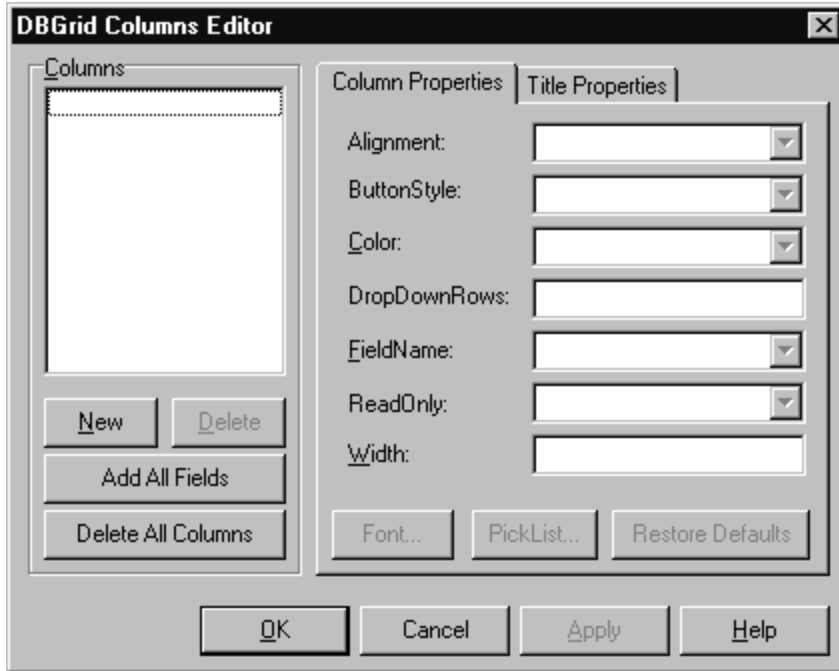 DBGrid Columns Editor
Columns
New
Delete
Add All Fields
Delete All Columns
Column Properties
Title Properties
Alignment:
ButtonStyle:
Color:
DropDownRows:
FieldName:
ReadOnly:
Width:
Font...
PickList...
Restore Defaults
OK
Cancel
Apply
Help